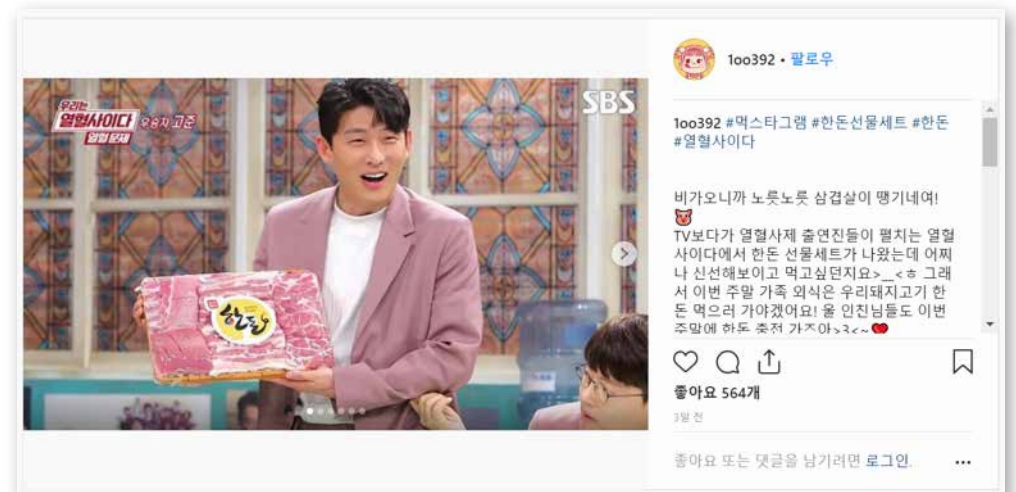 1oo392 • 팔로우
우리는
열혈사이다 우승자 고준
열혈 문제
SBS
한돈
1oo392 #먹스타그램 #한돈선물세트 #한돈
#열혈사이다
비가오니까 노릇노릇 삼겹살이 땡기네여!
TV보다가 열혈사제 출연진들이 펼치는 열혈
사이다에서 한돈 선물세트가 나왔는데 어찌
나 신선해보이고 먹고싶던지요>__<ㅎ 그래
서 이번 주말 가족 외식은 우리돼지고기 한
돈 먹으러 가야겠어요! 울 인친님들도 이번
주말에 한돈 충전 가즈아>3<~
좋아요 564개
3월 전
좋아요 또는 댓글을 남기려면 로그인.